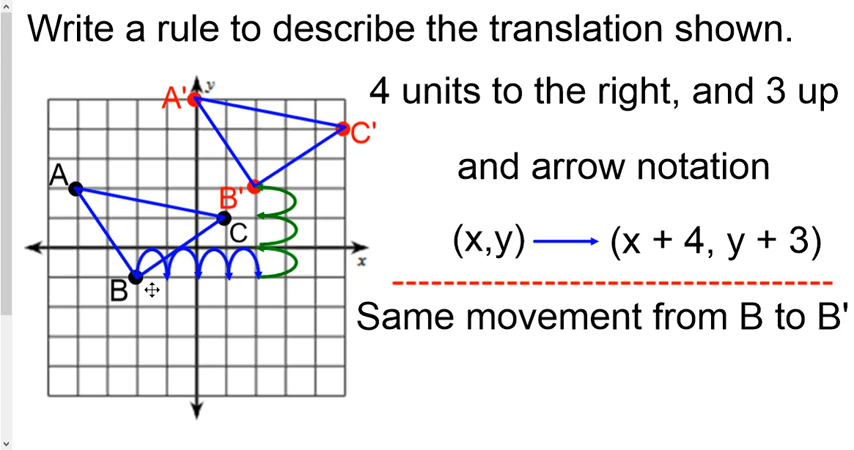 Write a rule to describe the translation shown.
y
A'
4 units to the right, and 3 up
C'
and arrow notation
A
B'
C
(x,y) → (x + 4, y + 3)
x
B
Same movement from B to B'